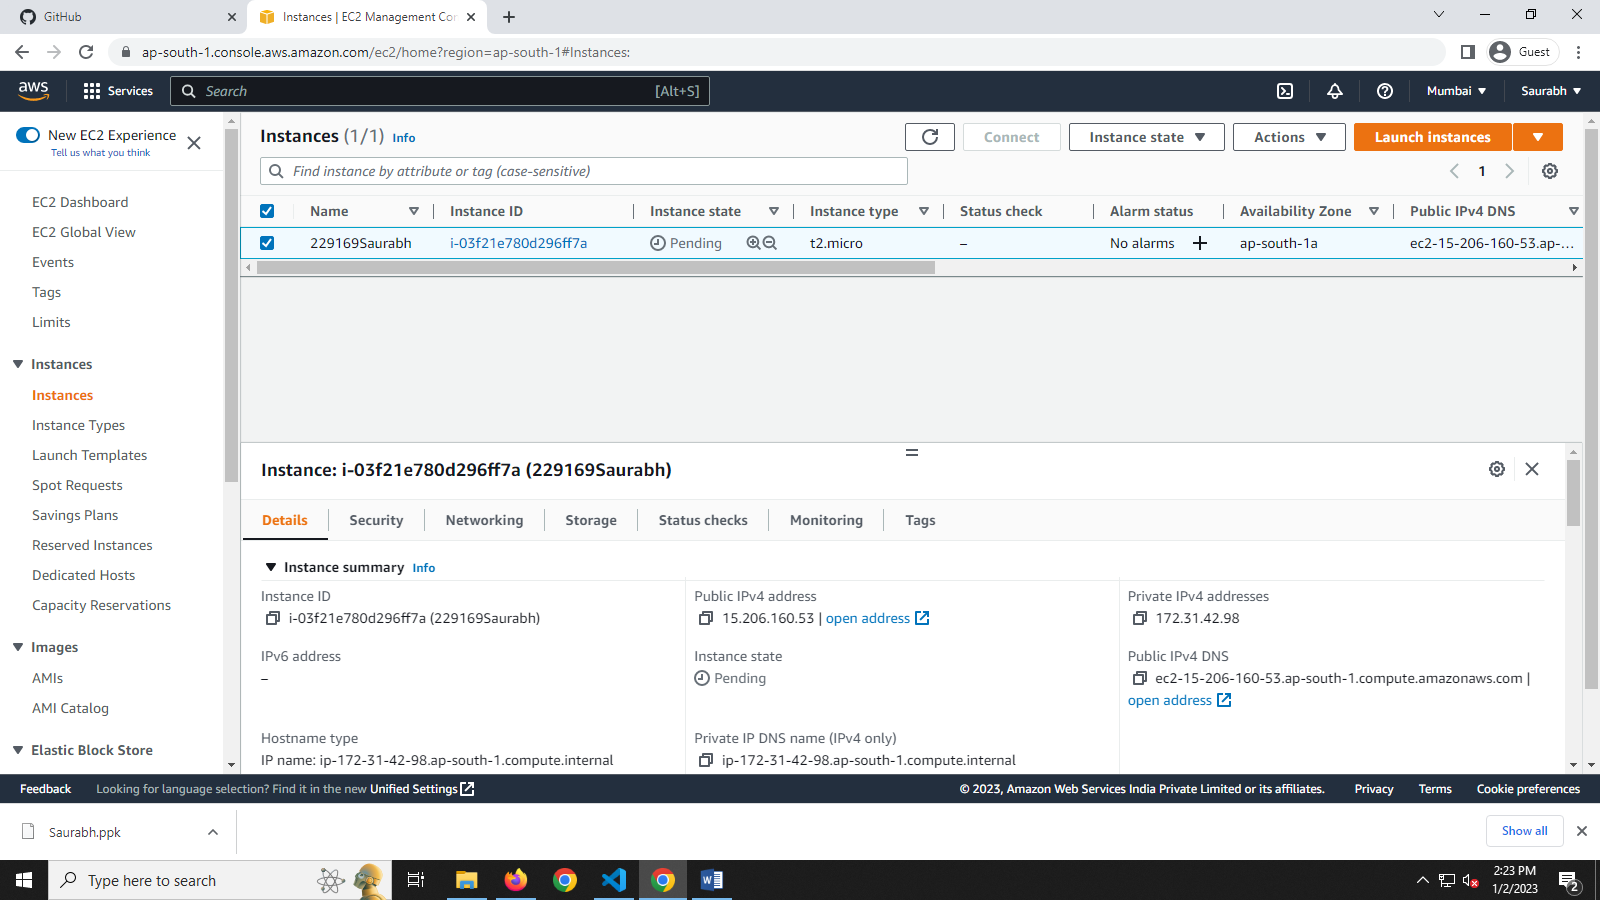 GitHub
Instances | EC2 Management Con
ap-south-1.console.aws.amazon.com/ec2/home?region=ap-south-1#Instances:
Guest
aws
Services
Search
[Alt+S]
Mumbai
Saurabh
New EC2 Experience
Tell us what you think
EC2 Dashboard
EC2 Global View
Events
Tags
Limits
Instances
Instances
Instance Types
Launch Templates
Spot Requests
Savings Plans
Reserved Instances
Dedicated Hosts
Capacity Reservations
Images
AMIs
AMI Catalog
Elastic Block Store
Instances (1/1) Info
Connect
Instance state
Actions
Launch instances
Find instance by attribute or tag (case-sensitive)
1
Name
Instance ID
Instance state
Instance type
Status check
Alarm status
Availability Zone
Public IPv4 DNS
229169Saurabh
i-03f21e780d296ff7a
Pending
t2.micro
–
No alarms
ap-south-1a
ec2-15-206-160-53.ap-...
Instance: i-03f21e780d296ff7a (229169Saurabh)
Details
Security
Networking
Storage
Status checks
Monitoring
Tags
Instance summary Info
Instance ID
i-03f21e780d296ff7a (229169Saurabh)
Public IPv4 address
15.206.160.53 | open address
Private IPv4 addresses
172.31.42.98
IPv6 address
–
Instance state
Pending
Public IPv4 DNS
ec2-15-206-160-53.ap-south-1.compute.amazonaws.com |
open address
Hostname type
IP name: ip-172-31-42-98.ap-south-1.compute.internal
Private IP DNS name (IPv4 only)
ip-172-31-42-98.ap-south-1.compute.internal
Feedback
Looking for language selection? Find it in the new Unified Settings
© 2023, Amazon Web Services India Private Limited or its affiliates.
Privacy
Terms
Cookie preferences
Saurabh.ppk
Show all
Type here to search
2:23 PM
1/2/2023
2